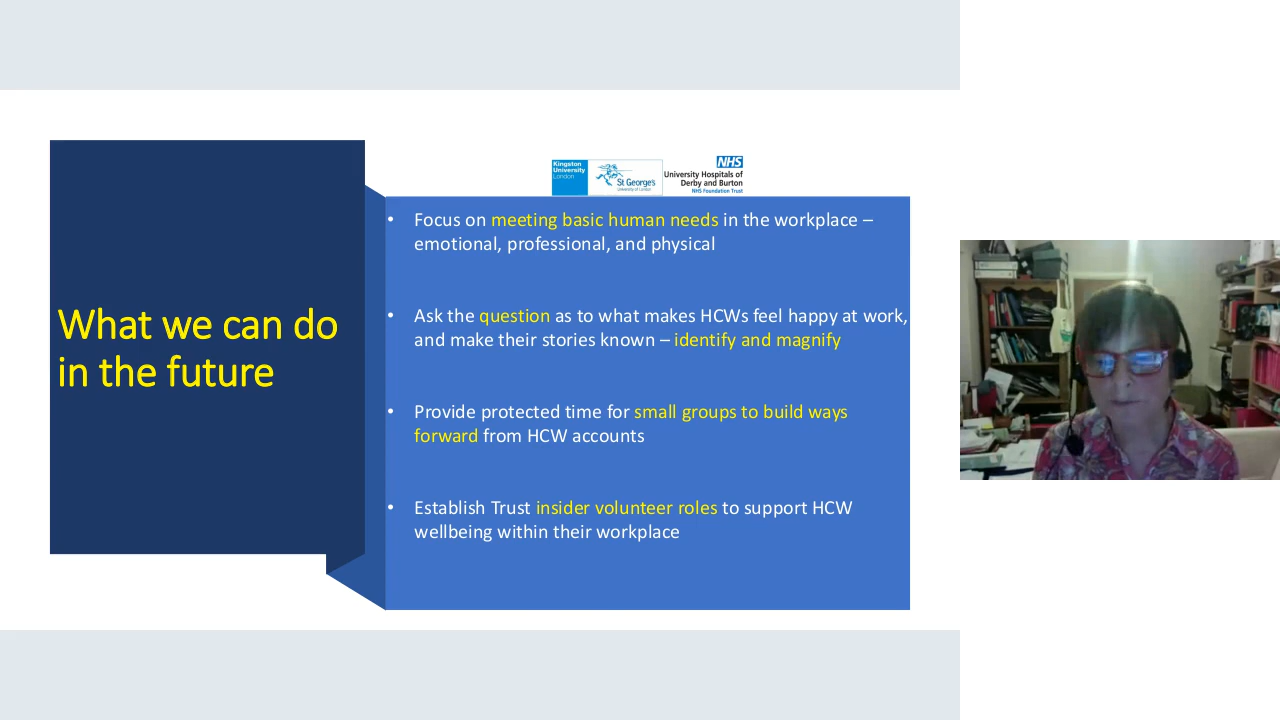 Kingston
University
London
St George's
University of London
NHS
University Hospitals of
Derby and Burton
NHS Foundation Trust
What we can do
in the future
• Focus on meeting basic human needs in the workplace –
emotional, professional, and physical
• Ask the question as to what makes HCWs feel happy at work,
and make their stories known – identify and magnify
• Provide protected time for small groups to build ways
forward from HCW accounts
• Establish Trust insider volunteer roles to support HCW
wellbeing within their workplace